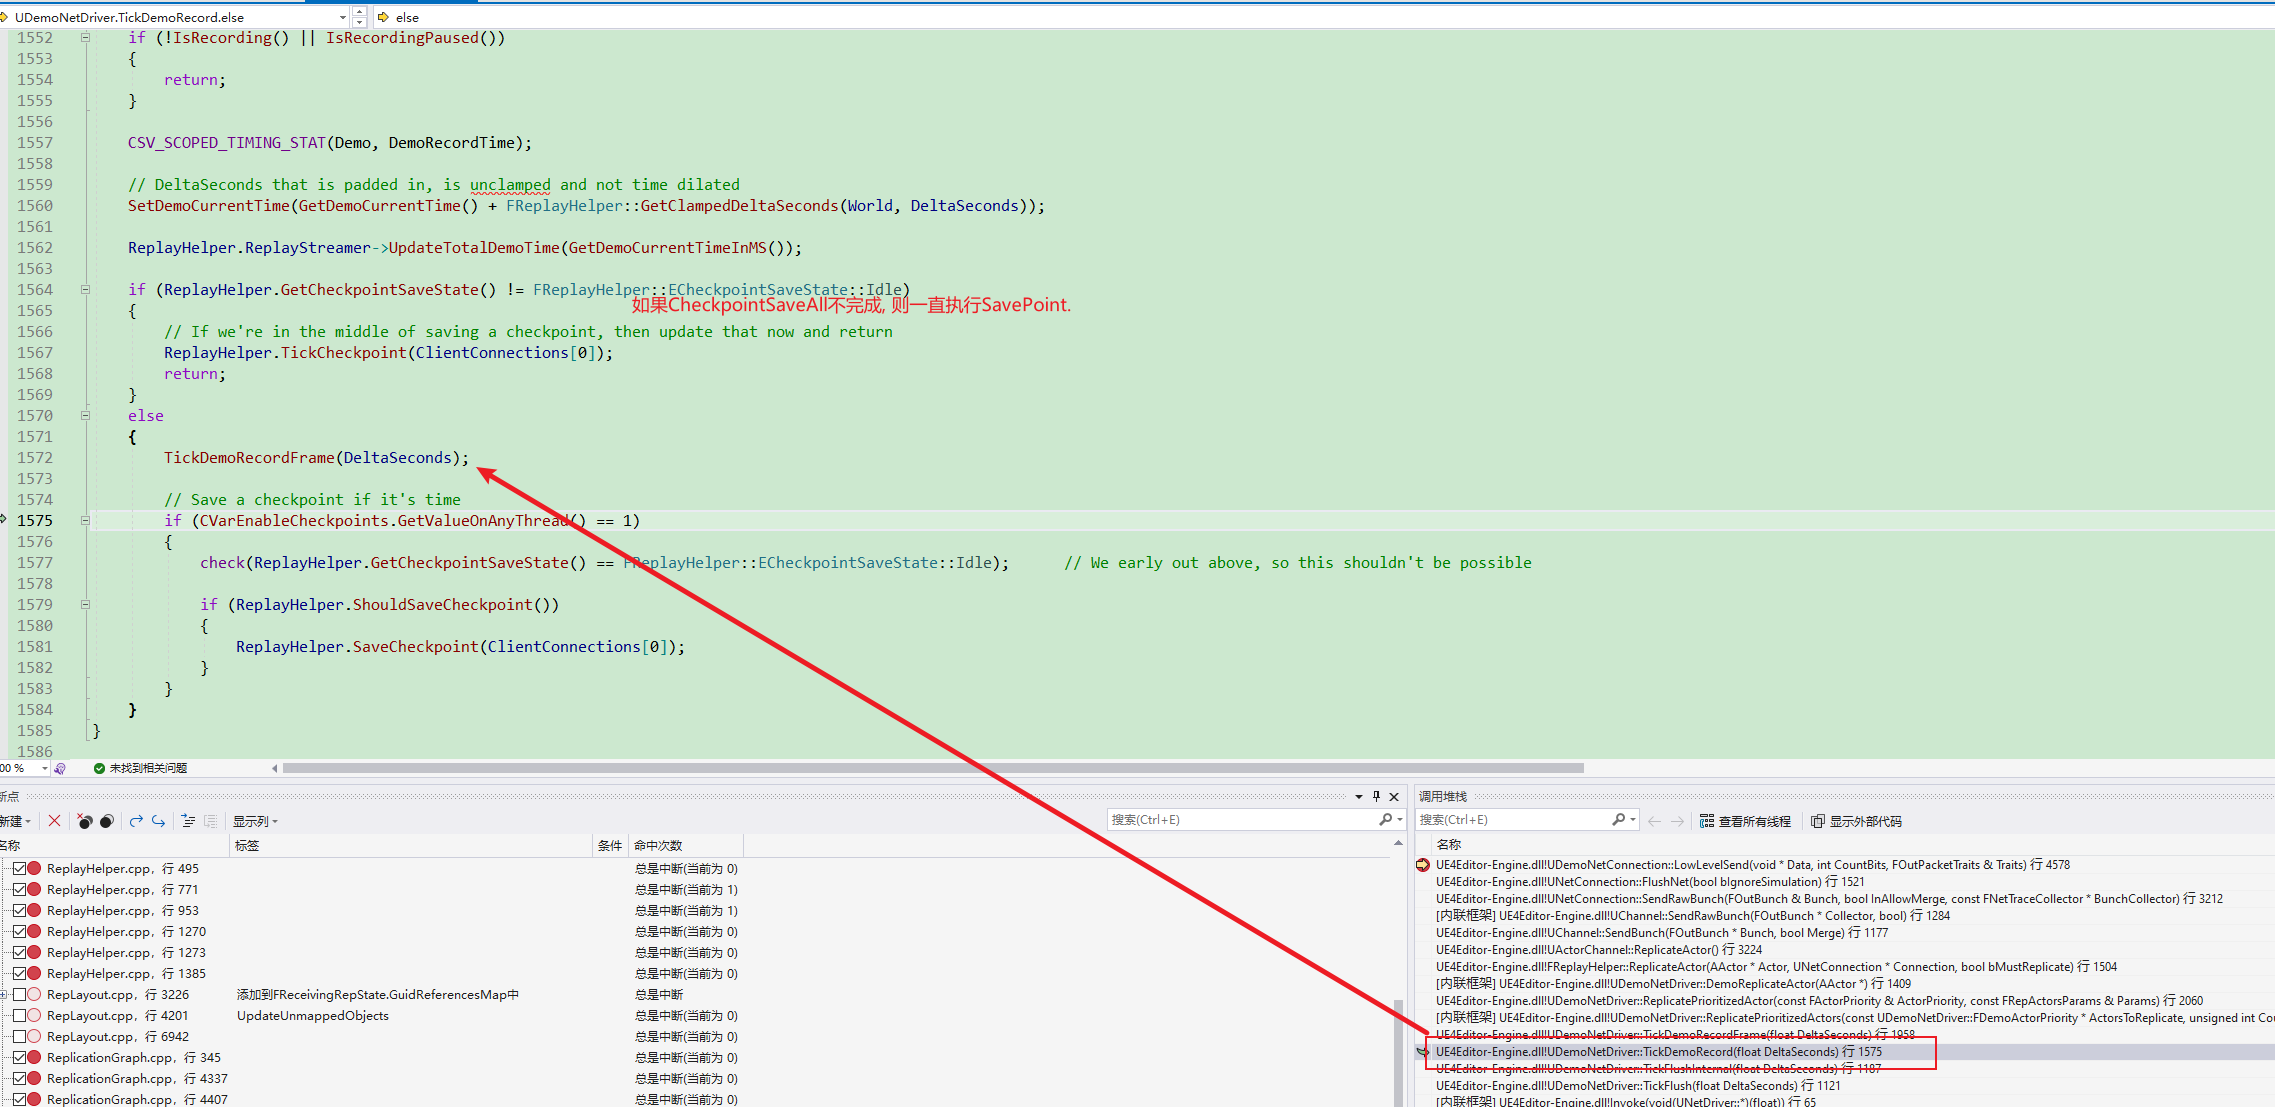 UDemoNetDriver.TickDemoRecord.else
else
1552 if (!IsRecording() || IsRecordingPaused())
1553 {
1554 return;
1555 }
1556
1557 CSV_SCOPED_TIMING_STAT(Demo, DemoRecordTime);
1558
1559 // DeltaSeconds that is padded in, is unclamped and not time dilated
1560 SetDemoCurrentTime(GetDemoCurrentTime() + FReplayHelper::GetClampedDeltaSeconds(World, DeltaSeconds));
1561
1562 ReplayHelper.ReplayStreamer->UpdateTotalDemoTime(GetDemoCurrentTimeInMS());
1563
1564 if (ReplayHelper.GetCheckpointSaveState() != FReplayHelper::ECheckpointSaveState::Idle)
如果CheckpointSaveAll不完成, 则一直执行SavePoint.
1565 {
1566 // If we're in the middle of saving a checkpoint, then update that now and return
1567 ReplayHelper.TickCheckpoint(ClientConnections[0]);
1568 return;
1569 }
1570 else
1571 {
1572 TickDemoRecordFrame(DeltaSeconds);
1573
1574 // Save a checkpoint if it's time
1575 if (CVarEnableCheckpoints.GetValueOnAnyThread() == 1)
1576 {
1577 check(ReplayHelper.GetCheckpointSaveState() == FReplayHelper::ECheckpointSaveState::Idle); // We early out above, so this shouldn't be possible
1578
1579 if (ReplayHelper.ShouldSaveCheckpoint())
1580 {
1581 ReplayHelper.SaveCheckpoint(ClientConnections[0]);
1582 }
1583 }
1584 }
1585 }
1586
00 % 未找到相关问题
断点
新建 显示列 搜索(Ctrl+E)
名称 标签 条件 命中次数
ReplayHelper.cpp, 行 495 总是中断(当前为 0)
ReplayHelper.cpp, 行 771 总是中断(当前为 1)
ReplayHelper.cpp, 行 953 总是中断(当前为 1)
ReplayHelper.cpp, 行 1270 总是中断(当前为 0)
ReplayHelper.cpp, 行 1273 总是中断(当前为 0)
ReplayHelper.cpp, 行 1385 总是中断(当前为 0)
RepLayout.cpp, 行 3226 添加到FReceivingRepState.GuidReferencesMap中 总是中断
RepLayout.cpp, 行 4201 UpdateUnmappedObjects 总是中断(当前为 0)
RepLayout.cpp, 行 6942 总是中断(当前为 0)
ReplicationGraph.cpp, 行 345 总是中断(当前为 0)
ReplicationGraph.cpp, 行 4337 总是中断(当前为 0)
ReplicationGraph.cpp, 行 4407 总是中断(当前为 0)
调用堆栈
搜索(Ctrl+E) 查看所有线程 显示外部代码
名称
UE4Editor-Engine.dll!UDemoNetConnection::LowLevelSend(void * Data, int CountBits, FOutPacketTraits & Traits) 行 4578
UE4Editor-Engine.dll!UNetConnection::FlushNet(bool bIgnoreSimulation) 行 1521
UE4Editor-Engine.dll!UNetConnection::SendRawBunch(FOutBunch & Bunch, bool InAllowMerge, const FNetTraceCollector * BunchCollector) 行 3212
[内联框架] UE4Editor-Engine.dll!UChannel::SendRawBunch(FOutBunch * Collector, bool) 行 1284
UE4Editor-Engine.dll!UChannel::SendBunch(FOutBunch * Bunch, bool Merge) 行 1177
UE4Editor-Engine.dll!UActorChannel::ReplicateActor() 行 3224
UE4Editor-Engine.dll!FReplayHelper::ReplicateActor(AActor * Actor, UNetConnection * Connection, bool bMustReplicate) 行 1504
[内联框架] UE4Editor-Engine.dll!UDemoNetDriver::DemoReplicateActor(AActor *) 行 1409
UE4Editor-Engine.dll!UDemoNetDriver::ReplicatePrioritizedActor(const FActorPriority & ActorPriority, const FRepActorsParams & Params) 行 2060
[内联框架] UE4Editor-Engine.dll!UDemoNetDriver::ReplicatePrioritizedActors(const UDemoNetDriver::FDemoActorPriority * ActorsToReplicate, unsigned int Cou
UE4Editor-Engine.dll!UDemoNetDriver::TickDemoRecordFrame(float DeltaSeconds) 行 1958
UE4Editor-Engine.dll!UDemoNetDriver::TickDemoRecord(float DeltaSeconds) 行 1575
UE4Editor-Engine.dll!UDemoNetDriver::TickFlushInternal(float DeltaSeconds) 行 1187
UE4Editor-Engine.dll!UDemoNetDriver::TickFlush(float DeltaSeconds) 行 1121
[内联框架] UE4Editor-Engine.dll!Invoke(void(UNetDriver::*)(float)) 行 65